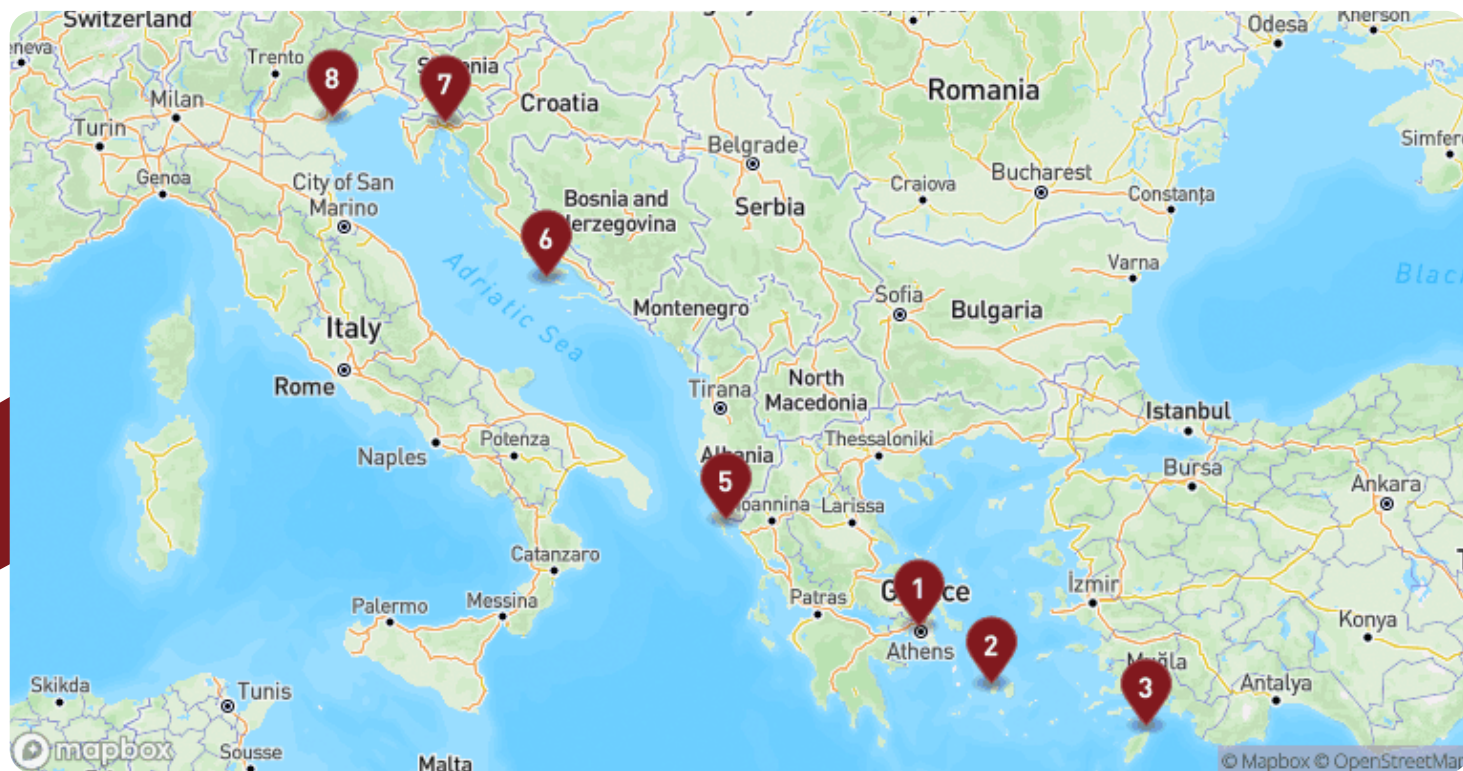 Switzerland
Odesa
Kherson
eneva
Trento
8
7
Milan
Croatia
Romania
Turin
Belgrade
Simfero
Genoa
City of San
Marino
Bosnia and
Herzegovina
Craiova
Bucharest
Constanța
Serbia
6
Adriatic Sea
Varna
Blac
Montenegro
Sofia
Bulgaria
Italy
Rome
Tirana
North
Macedonia
Istanbul
Naples
Potenza
Albania
Thessaloniki
Bursa
Ankara
5
Ioannina
Larissa
Catanzaro
1
Greece
İzmir
Palermo
Messina
Patras
Konya
2
Athens
Muğla
3
Skikda
Tunis
Antalya
mapbox
Sousse
Malta
© Mapbox © OpenStreetMap